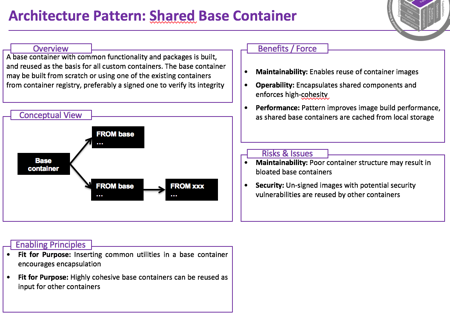 Architecture Pattern: Shared Base Container
Overview
A base container with common functionality and packages is built,
and reused as the basis for all custom containers. The base container
may be built from scratch or using one of the existing containers
from container registry, preferably a signed one to verify its integrity
Conceptual View
Base
container
FROM base
...
FROM base
...
FROM xxx
...
Enabling Principles
• Fit for Purpose: Inserting common utilities in a base container
encourages encapsulation
• Fit for Purpose: Highly cohesive base containers can be reused as
input for other containers
Benefits / Force
• Maintainability: Enables reuse of container images
• Operability: Encapsulates shared components and
enforces high-cohesity
• Performance: Pattern improves image build performance,
as shared base containers are cached from local storage
Risks & Issues
• Maintainability: Poor container structure may result in
bloated base containers
• Security: Un-signed images with potential security
vulnerabilities are reused by other containers